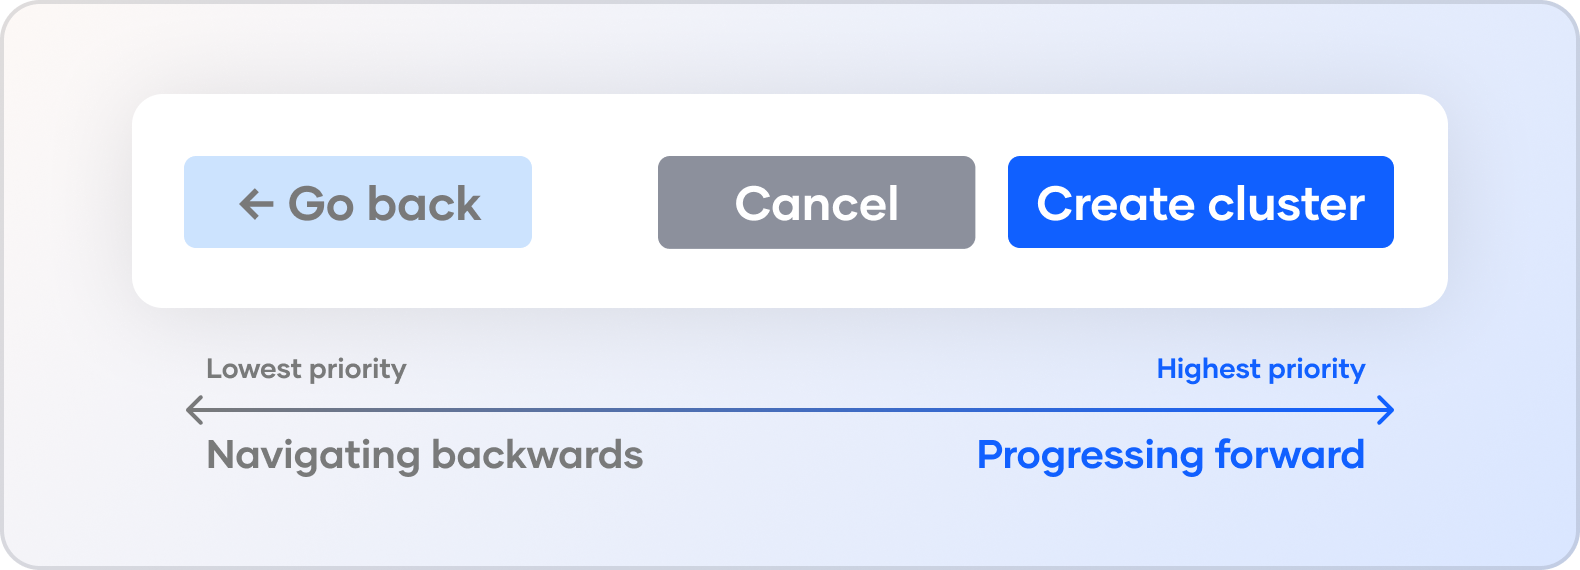 ← Go back
Cancel
Create cluster
Lowest priority
Highest priority
Navigating backwards
Progressing forward